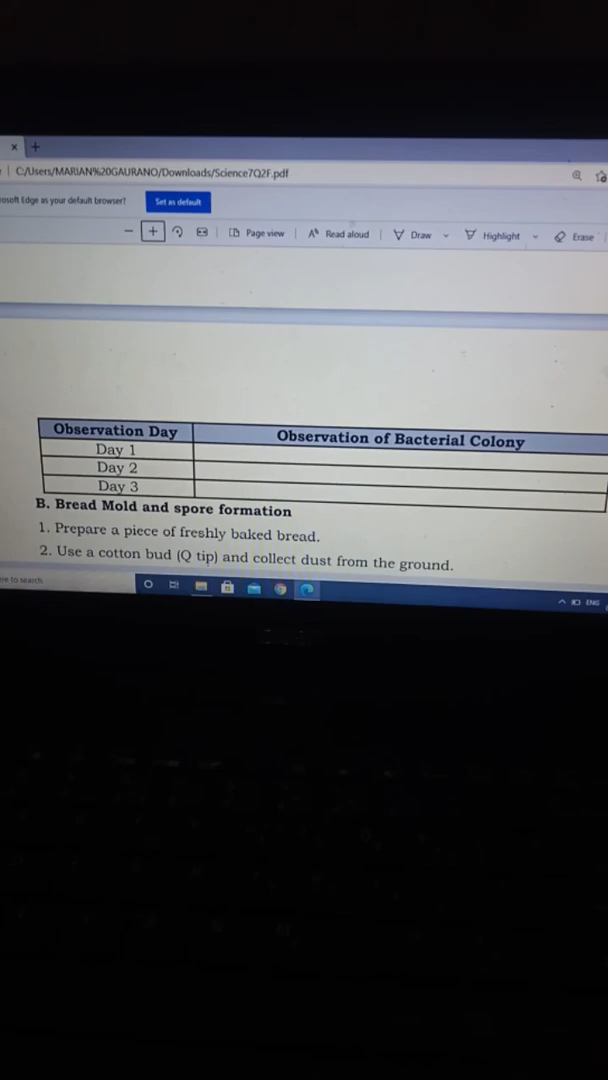 × +
C:/Users/MARIAN%20GAURANO/Downloads/Science7Q2F.pdf
Edge as your default browser? Set as default
− + Page view Read aloud Draw Highlight Erase
Observation Day Observation of Bacterial Colony
Day 1
Day 2
Day 3
B. Bread Mold and spore formation
1. Prepare a piece of freshly baked bread.
2. Use a cotton bud (Q tip) and collect dust from the ground.
to search
ENG